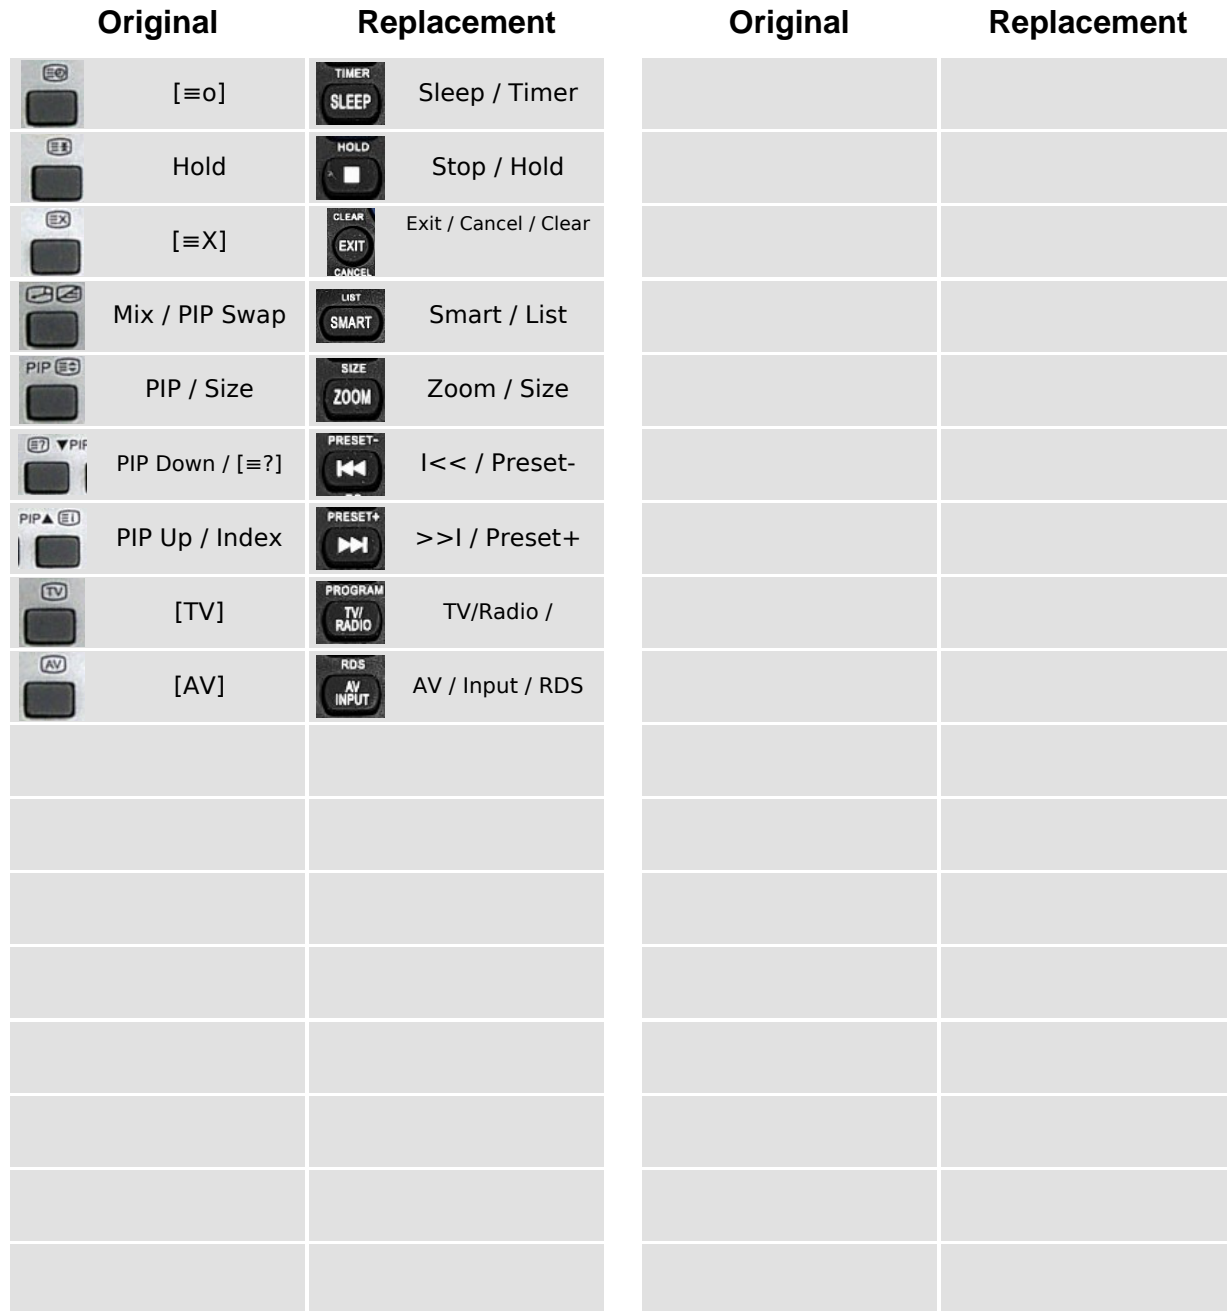 Original Replacement Original Replacement
[≡o] TIMER SLEEP Sleep / Timer
Hold HOLD Stop / Hold
[≡X] CLEAR EXIT CANCEL Exit / Cancel / Clear
Mix / PIP Swap LIST SMART Smart / List
PIP PIP / Size SIZE ZOOM Zoom / Size
▼PIP PIP Down / [≡?] PRESET- I<< / Preset-
PIP▲ PIP Up / Index PRESET+ >>I / Preset+
TV [TV] PROGRAM TV/ RADIO TV/Radio /
AV [AV] RDS AV INPUT AV / Input / RDS